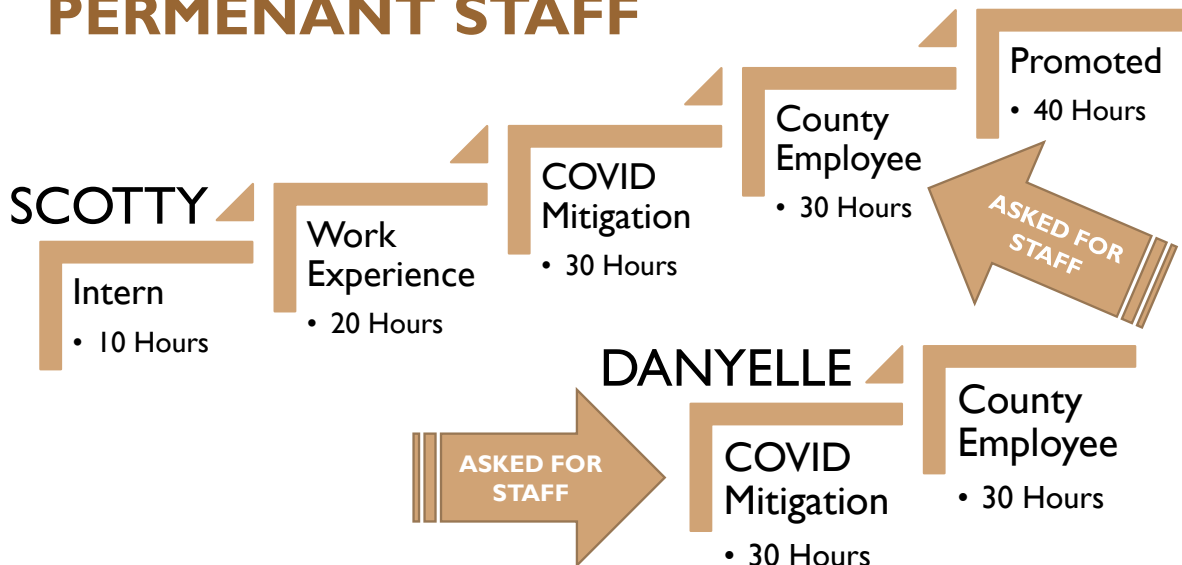 PERMENANT STAFF
SCOTTY
Intern
• 10 Hours
Work
Experience
• 20 Hours
COVID
Mitigation
• 30 Hours
County
Employee
• 30 Hours
Promoted
• 40 Hours
ASKED FOR
STAFF
DANYELLE
ASKED FOR
STAFF
COVID
Mitigation
• 30 Hours
County
Employee
• 30 Hours